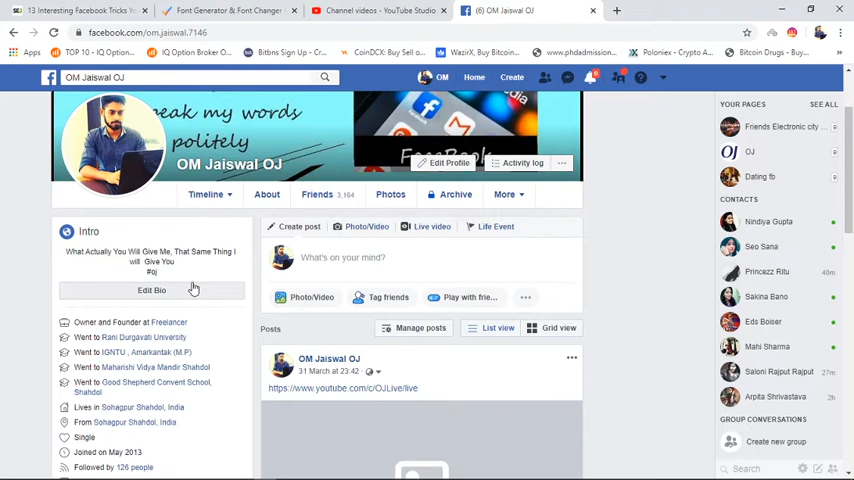 13 Interesting Facebook Tricks Yo
Font Generator & Font Changer
Channel videos - YouTube Studio
(6) OM Jaiswal OJ
facebook.com/om.jaiswal.7146
Apps
TOP 10 – IQ Option...
IQ Option Broker O...
Bitbns Sign Up - Cr...
CoinDCX: Buy Sell o...
WazirX, Buy Bitcoin...
www.phdadmission...
Poloniex - Crypto A...
Bitcoin Drugs - Buy...
OM Jaiswal OJ
OM
Home
Create
6
eak my words
politely
edia
FaceBook
OM Jaiswal OJ
Edit Profile
Activity log
Timeline
About
Friends 3,164
Photos
Archive
More
Intro
What Actually You Will Give Me, That Same Thing I
will Give You
#oj
Edit Bio
Owner and Founder at Freelancer
Went to Rani Durgavati University
Went to IGNTU , Amarkantak (M.P)
Went to Maharishi Vidya Mandir Shahdol
Went to Good Shepherd Convent School,
Shahdol
Lives in Sohagpur Shahdol, India
From Sohagpur Shahdol, India
Single
Joined on May 2013
Followed by 126 people
Create post
Photo/Video
Live video
Life Event
What's on your mind?
Photo/Video
Tag friends
Play with frie...
Posts
Manage posts
List view
Grid view
OM Jaiswal OJ
31 March at 23:42
https://www.youtube.com/c/OJLive/live
YOUR PAGES
SEE ALL
Friends Electronic city ...
9
OJ
OJ
9
Dating fb
9
CONTACTS
Nindiya Gupta
Seo Sana
Princezz Ritu
40m
Sakina Bano
Eds Boiser
Mahi Sharma
Saloni Rajput Rajput
27m
Arpita Shrivastava
2h
GROUP CONVERSATIONS
Create new group
Search